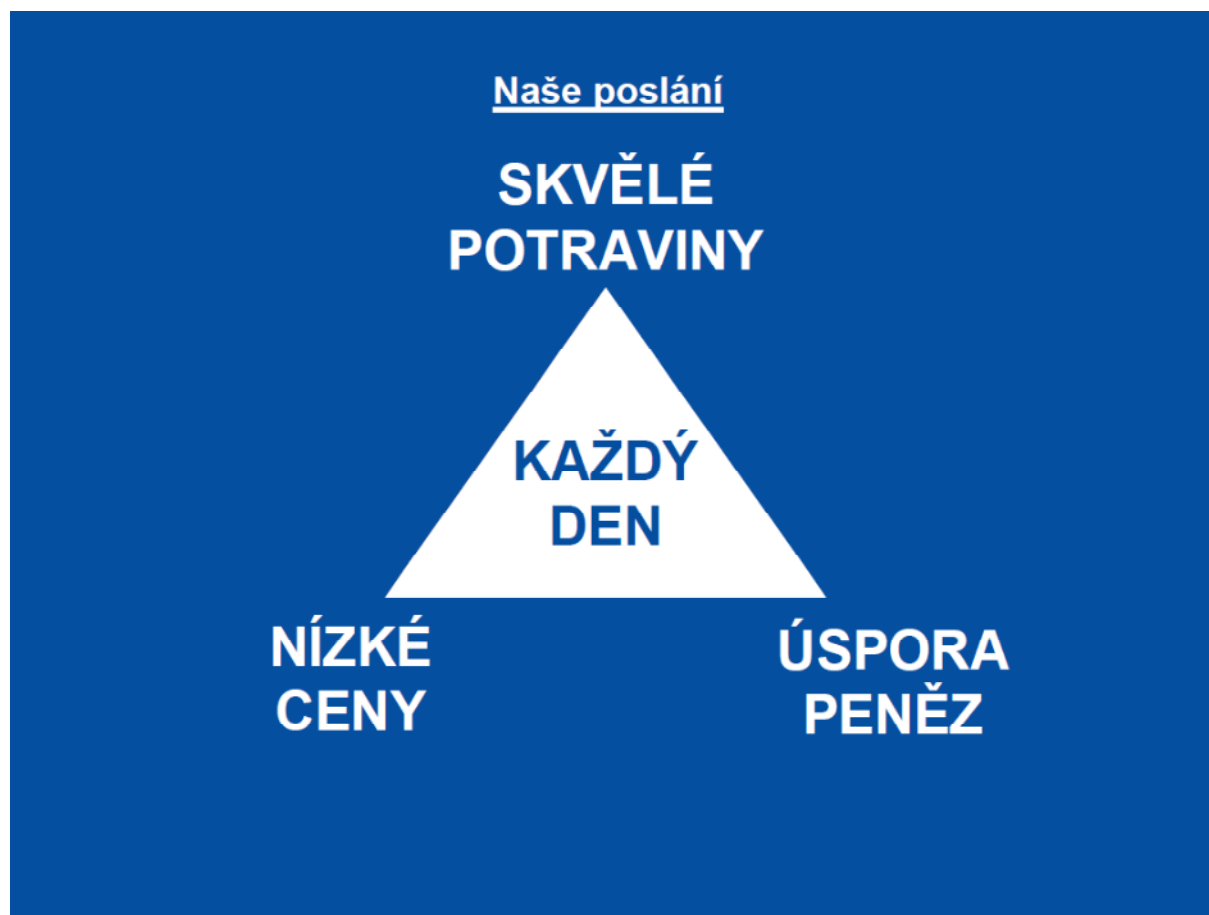 Naše poslání
SKVĚLÉ
POTRAVINY
KAŽDÝ
DEN
NÍZKÉ
CENY
ÚSPORA
PENĚZ